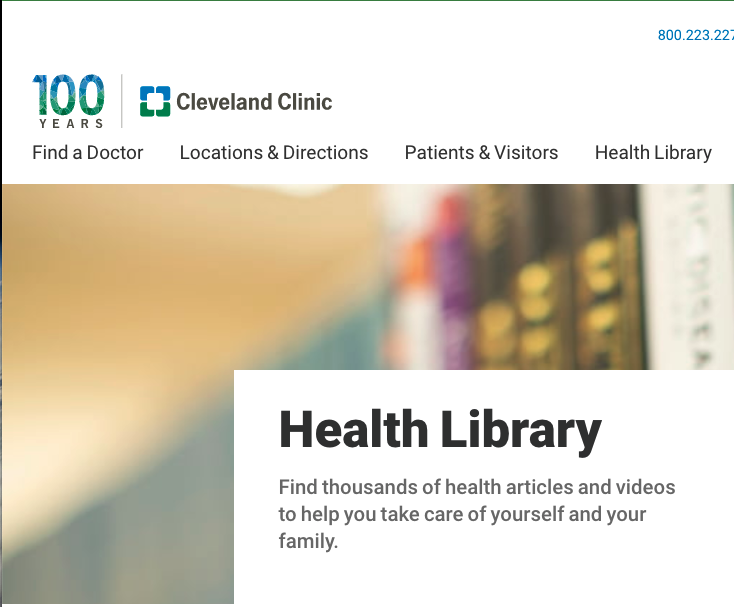 800.223.227
100
YEARS
Cleveland Clinic
Find a Doctor Locations & Directions Patients & Visitors Health Library
Health Library
Find thousands of health articles and videos
to help you take care of yourself and your
family.